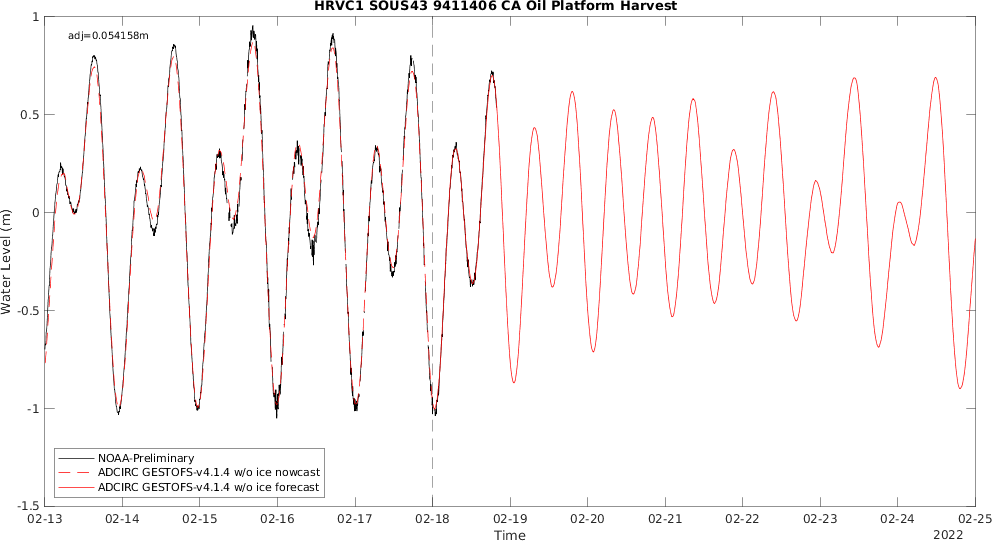 HRVC1 SOUS43 9411406 CA Oil Platform Harvest
adj=0.054158m
1
0.5
0
-0.5
-1
-1.5
Water Level (m)
NOAA-Preliminary
ADCIRC GESTOFS-v4.1.4 w/o ice nowcast
ADCIRC GESTOFS-v4.1.4 w/o ice forecast
02-13 02-14 02-15 02-16 02-17 02-18 02-19 02-20 02-21 02-22 02-23 02-24 02-25
Time
2022